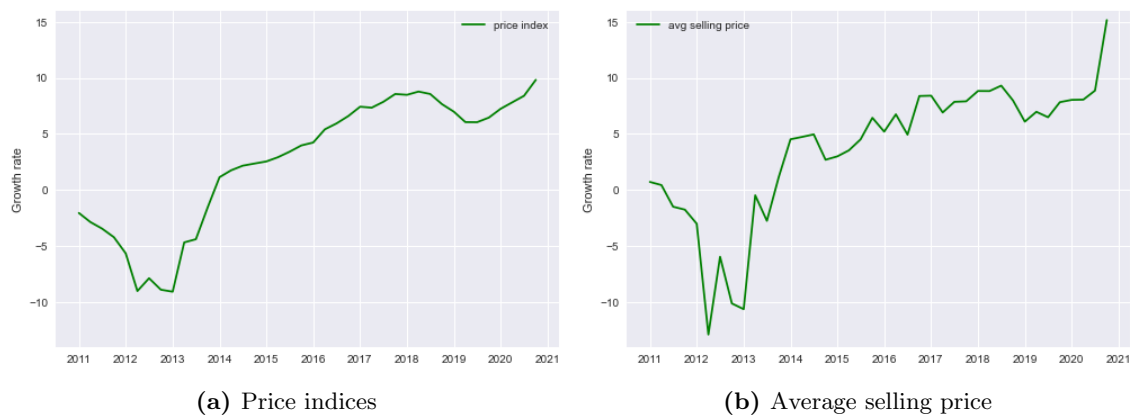 price index
15
10
5
0
−5
−10
Growth rate
2011 2012 2013 2014 2015 2016 2017 2018 2019 2020 2021
(a) Price indices
avg selling price
15
10
5
0
−5
−10
Growth rate
2011 2012 2013 2014 2015 2016 2017 2018 2019 2020 2021
(b) Average selling price